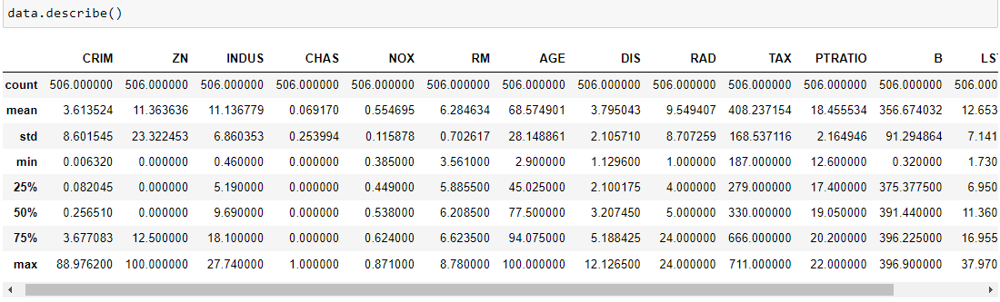 data.describe()
CRIM ZN INDUS CHAS NOX RM AGE DIS RAD TAX PTRATIO B LST
count 506.000000 506.000000 506.000000 506.000000 506.000000 506.000000 506.000000 506.000000 506.000000 506.000000 506.000000 506.000000 506.000
mean 3.613524 11.363636 11.136779 0.069170 0.554695 6.284634 68.574901 3.795043 9.549407 408.237154 18.455534 356.674032 12.653
std 8.601545 23.322453 6.860353 0.253994 0.115878 0.702617 28.148861 2.105710 8.707259 168.537116 2.164946 91.294864 7.141
min 0.006320 0.000000 0.460000 0.000000 0.385000 3.561000 2.900000 1.129600 1.000000 187.000000 12.600000 0.320000 1.730
25% 0.082045 0.000000 5.190000 0.000000 0.449000 5.885500 45.025000 2.100175 4.000000 279.000000 17.400000 375.377500 6.950
50% 0.256510 0.000000 9.690000 0.000000 0.538000 6.208500 77.500000 3.207450 5.000000 330.000000 19.050000 391.440000 11.360
75% 3.677083 12.500000 18.100000 0.000000 0.624000 6.623500 94.075000 5.188425 24.000000 666.000000 20.200000 396.225000 16.955
max 88.976200 100.000000 27.740000 1.000000 0.871000 8.780000 100.000000 12.126500 24.000000 711.000000 22.000000 396.900000 37.970